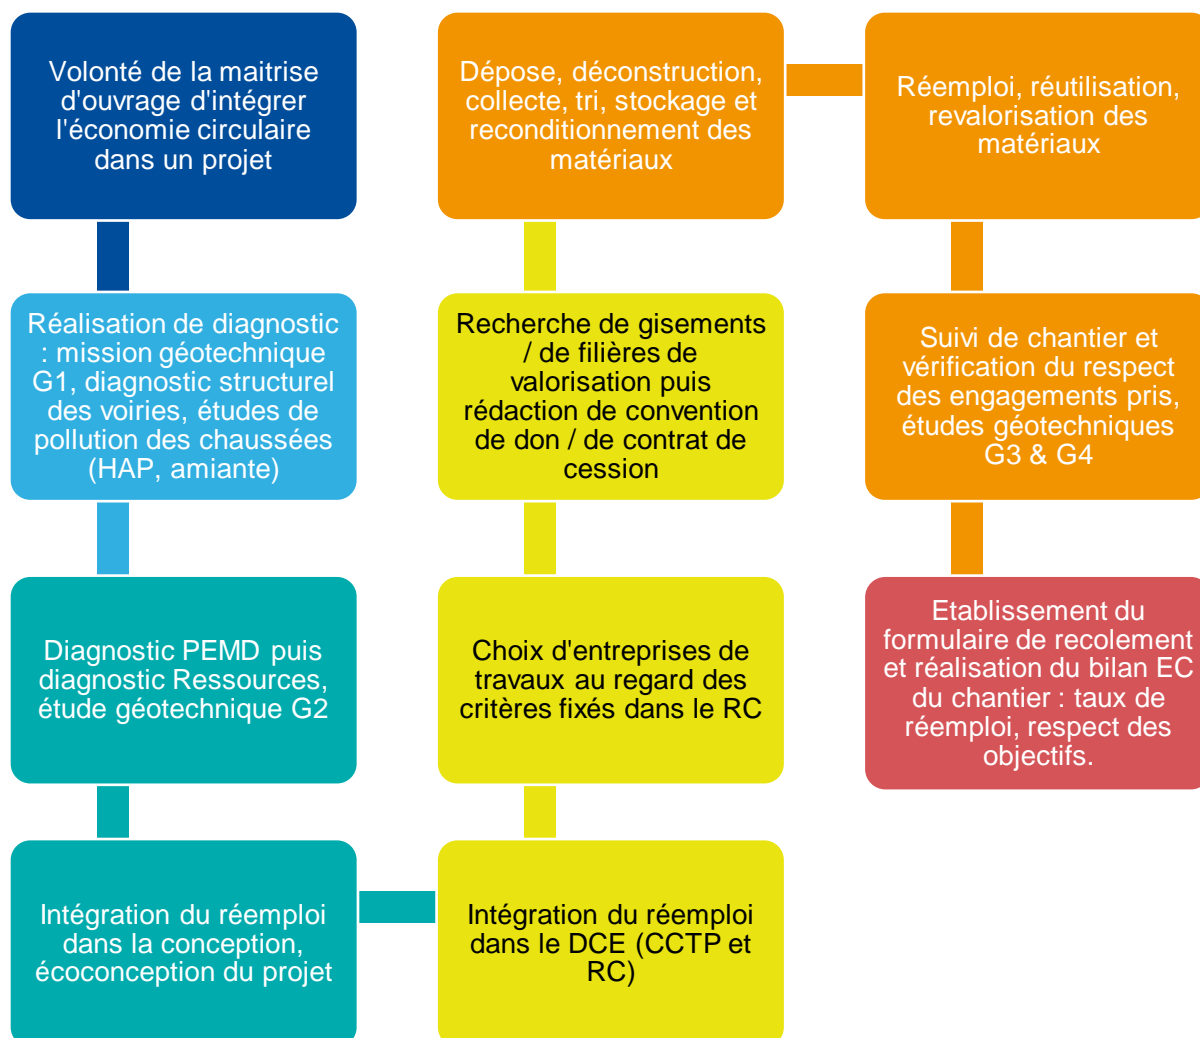 Volonté de la maitrise
d'ouvrage d'intégrer
l'économie circulaire
dans un projet
Réalisation de diagnostic
: mission géotechnique
G1, diagnostic structurel
des voiries, études de
pollution des chaussées
(HAP, amiante)
Diagnostic PEMD puis
diagnostic Ressources,
étude géotechnique G2
Intégration du réemploi
dans la conception,
écoconception du projet
Intégration du réemploi
dans le DCE (CCTP et
RC)
Choix d'entreprises de
travaux au regard des
critères fixés dans le RC
Recherche de gisements
/ de filières de
valorisation puis
rédaction de convention
de don / de contrat de
cession
Dépose, déconstruction,
collecte, tri, stockage et
reconditionnement des
matériaux
Réemploi, réutilisation,
revalorisation des
matériaux
Suivi de chantier et
vérification du respect
des engagements pris,
études géotechniques
G3 & G4
Etablissement du
formulaire de recolement
et réalisation du bilan EC
du chantier : taux de
réemploi, respect des
objectifs.